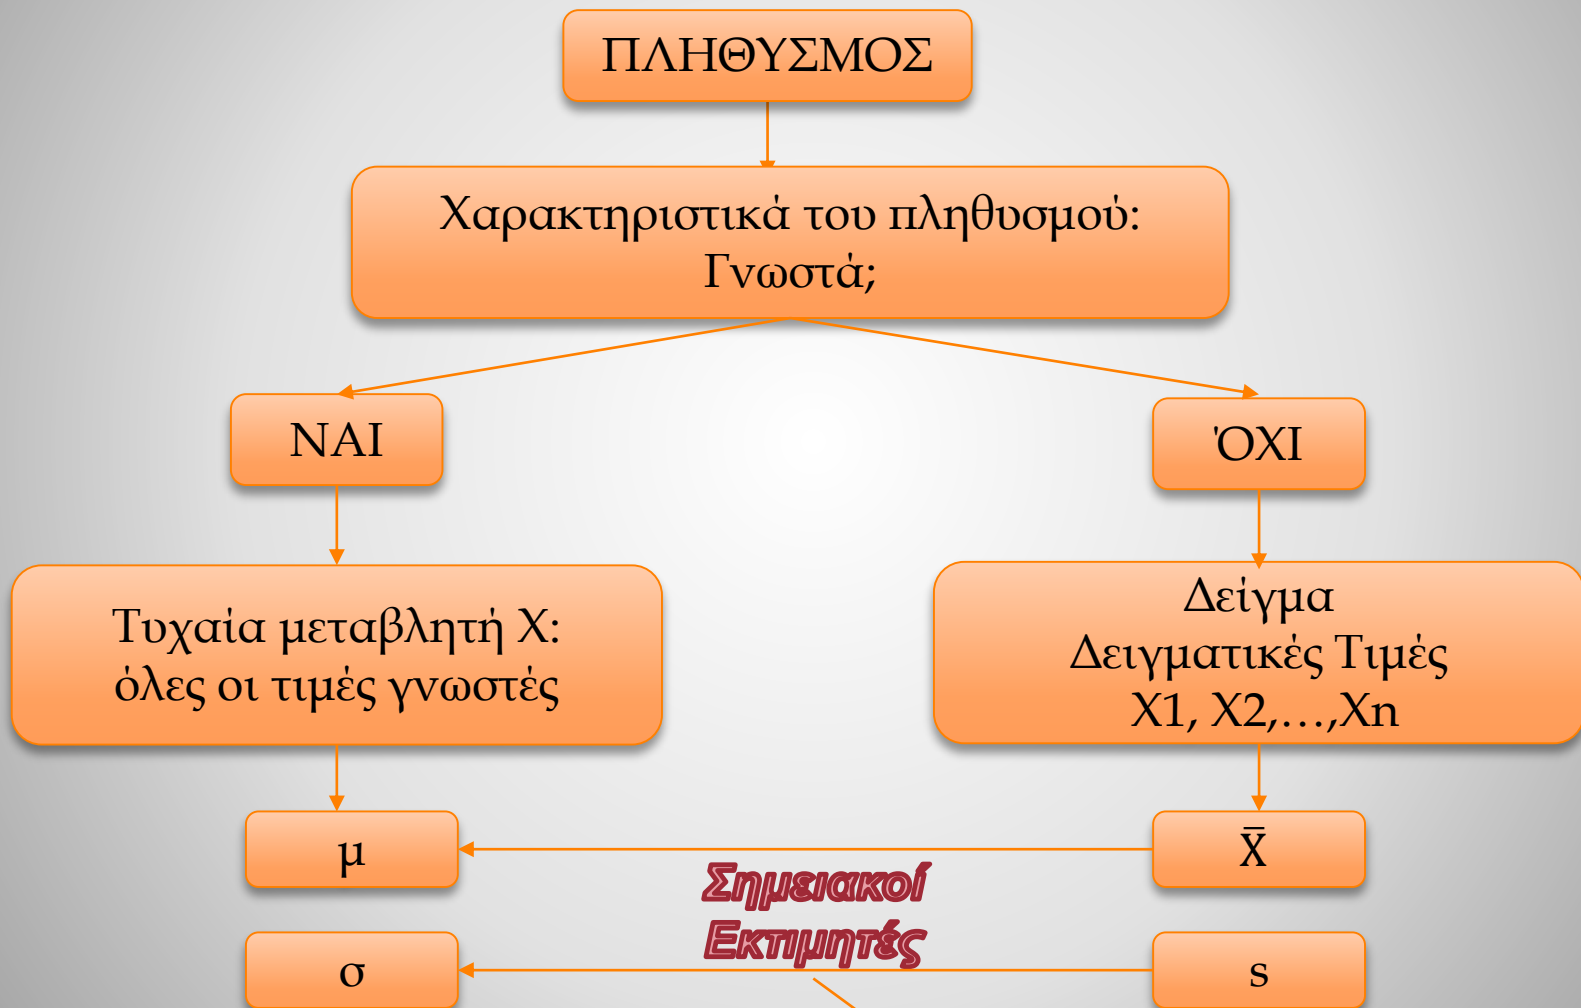 ΠΛΗΘΥΣΜΟΣ
Χαρακτηριστικά του πληθυσμού:
Γνωστά;
ΝΑΙ
ΌΧΙ
Τυχαία μεταβλητή Χ:
όλες οι τιμές γνωστές
Δείγμα
Δειγματικές Τιμές
Χ1, Χ2,…,Χn
μ
X̄
Σημειακοί
Εκτιμητές
σ
s